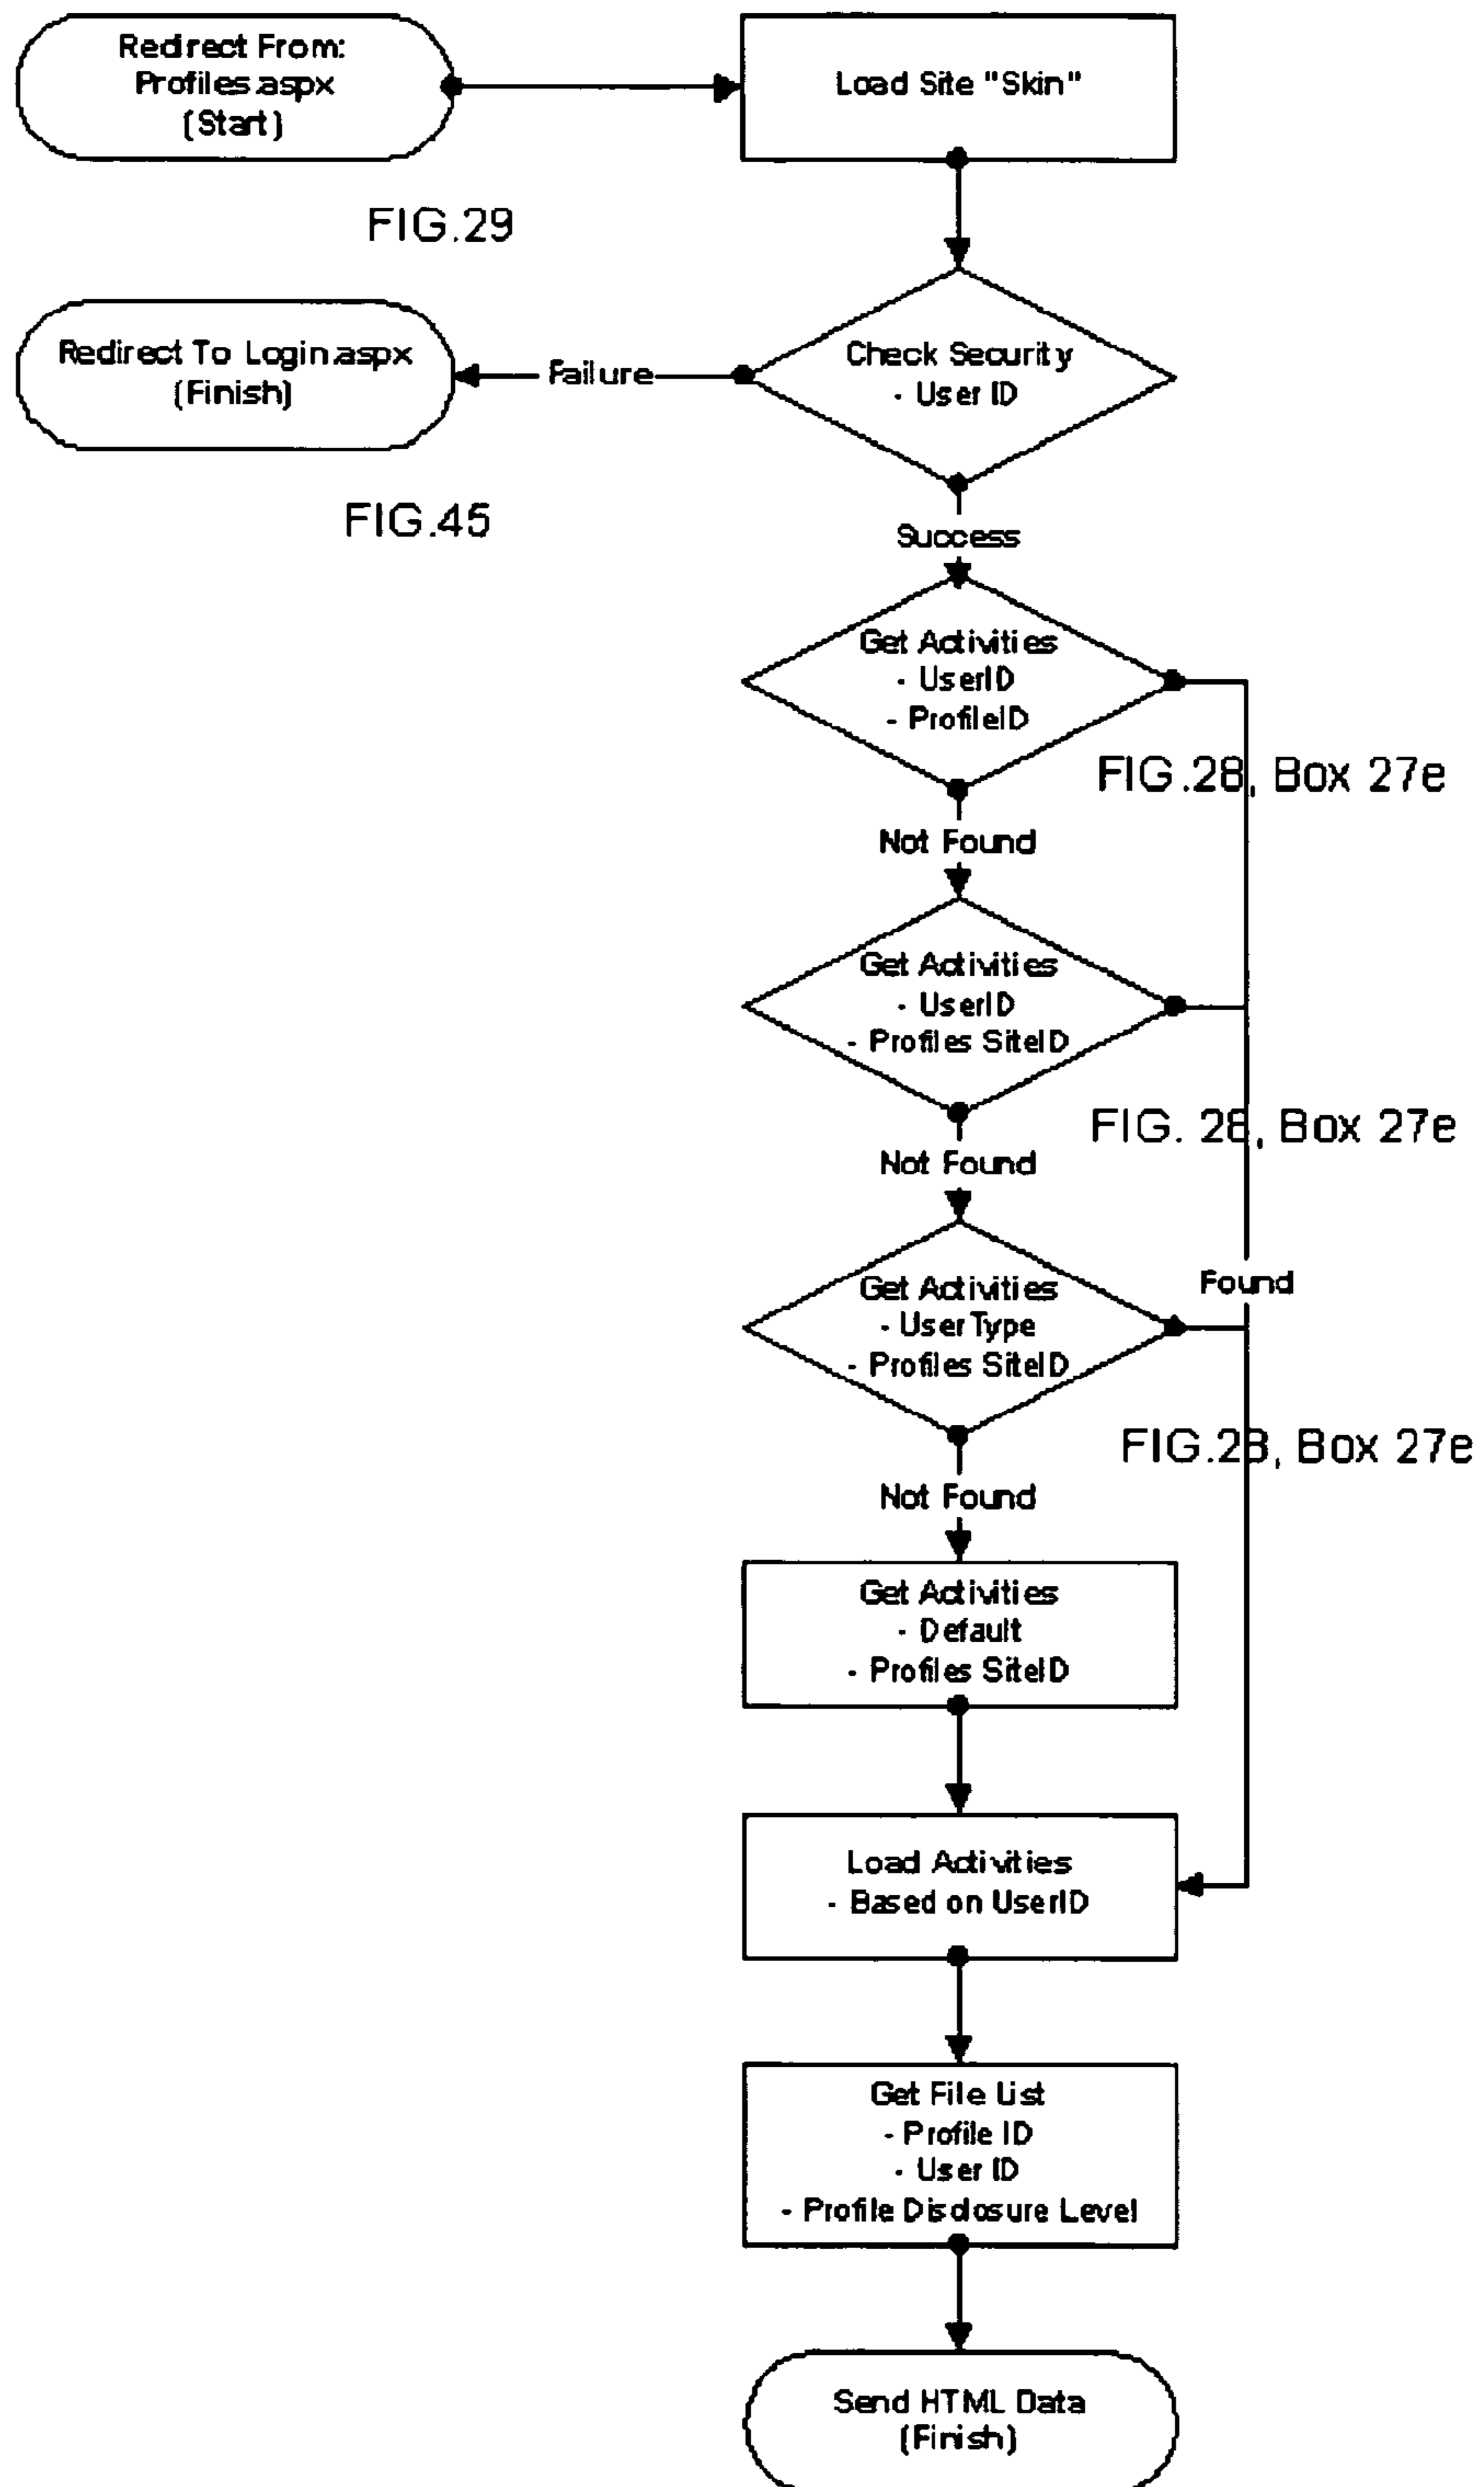 Redirect From:
Profiles.aspx
(Start)
Load Site "Skin"
FIG.29
Redirect To Login.aspx
(Finish)
Failure
Check Security
- User ID
FIG.45
Success
Get Activities
- UserID
- ProfileID
FIG.28, Box 27e
Not Found
Get Activities
- UserID
- Profiles SiteID
FIG. 28, Box 27e
Not Found
Get Activities
- UserType
- Profiles SiteID
Found
FIG.28, Box 27e
Not Found
Get Activities
- Default
- Profiles SiteID
Load Activities
- Based on UserID
Get File List
- Profile ID
- User ID
- Profile Disclosure Level
Send HTML Data
(Finish)